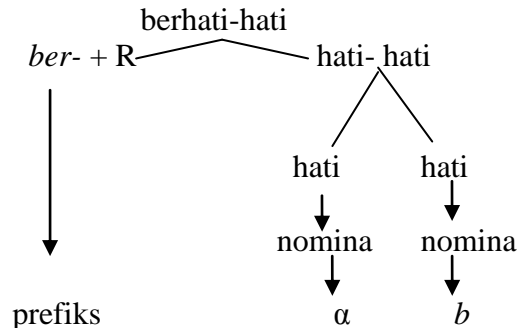 berhati-hati
ber- + R hati- hati
hati hati
nomina nomina
prefiks α b